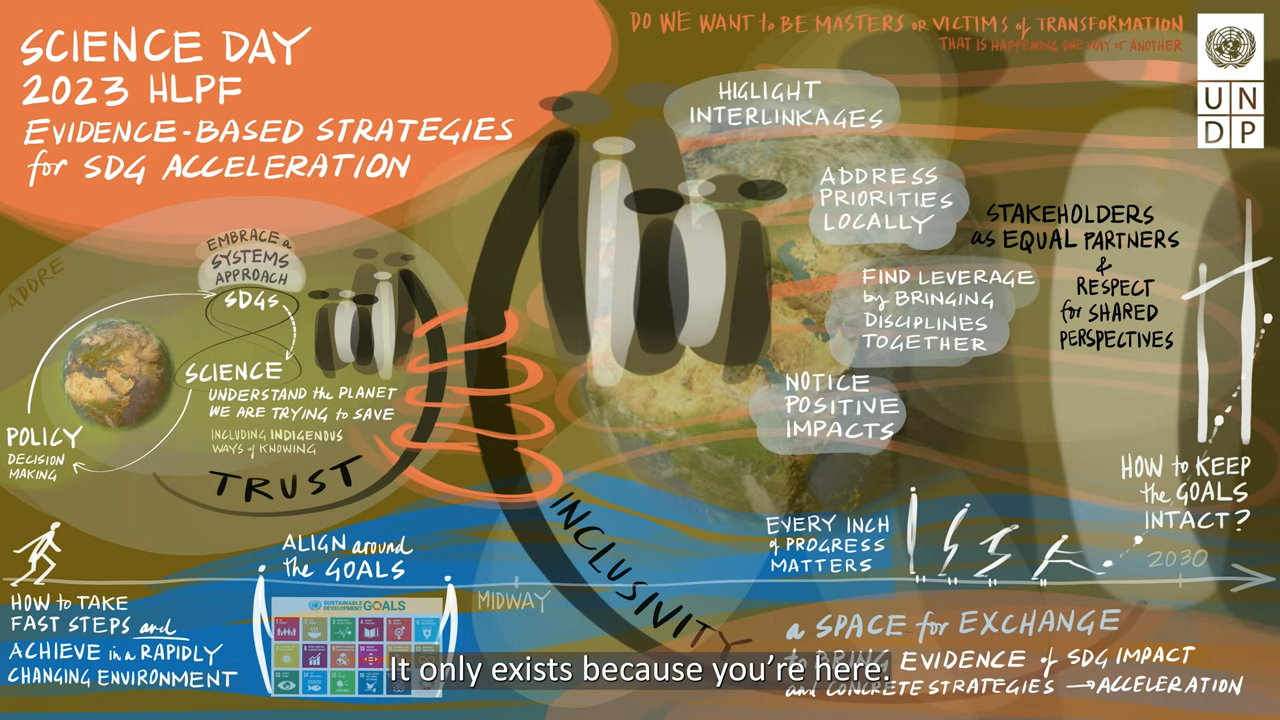 SCIENCE DAY
2023 HLPF
EVIDENCE-BASED STRATEGIES
for SDG ACCELERATION
DO WE WANT to BE MASTERS or VICTIMS of TRANSFORMATION
THAT IS HAPPENING ONE WAY or ANOTHER
U N
D P
HIGLIGHT
INTERLINKAGES
ADDRESS
PRIORITIES
LOCALLY
FIND LEVERAGE
by BRINGING
DISCIPLINES
TOGETHER
NOTICE
POSITIVE
IMPACTS
STAKEHOLDERS
as EQUAL PARTNERS
&
RESPECT
for SHARED
PERSPECTIVES
ADDRE
EMBRACE a
SYSTEMS
APPROACH
SDGs
SCIENCE
UNDERSTAND the PLANET
WE ARE TRYING to SAVE
INCLUDING INDIGENOUS
WAYS of KNOWING
POLICY
DECISION
MAKING
TRUST
INCLUSIVITY
HOW to KEEP
the GOALS
INTACT?
2030
EVERY INCH
of PROGRESS
MATTERS
ALIGN around
the GOALS
MIDWAY
HOW to TAKE
FAST STEPS and
ACHIEVE in a RAPIDLY
CHANGING ENVIRONMENT
SUSTAINABLE
DEVELOPMENT GOALS
a SPACE for EXCHANGE
to BRING EVIDENCE of SDG IMPACT
and CONCRETE STRATEGIES → ACCELERATION
It only exists because you're here.